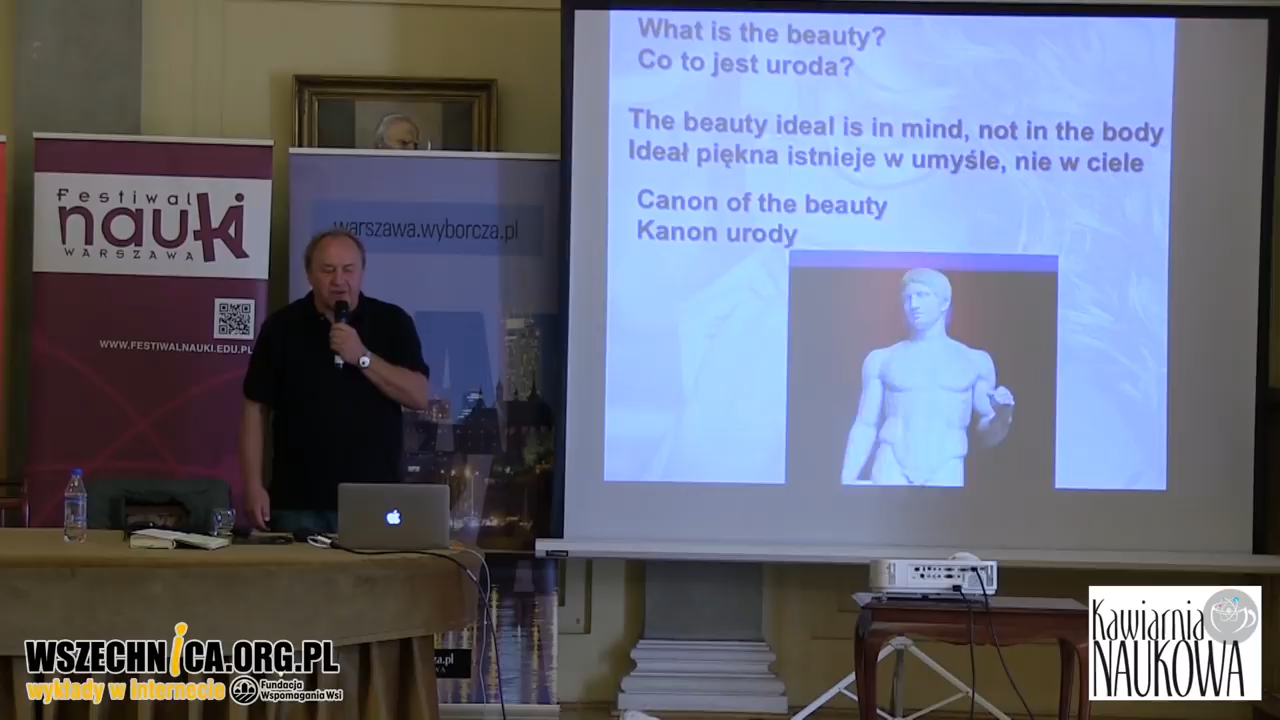 What is the beauty?
Co to jest uroda?
The beauty ideal is in mind, not in the body
Ideał piękna istnieje w umyśle, nie w ciele
Canon of the beauty
Kanon urody
Festiwal
nauki
WARSZAWA
WWW.FESTIWALNAUKI.EDU.PL
warszawa.wyborcza.pl
za.pl
WSZECHNICA.ORG.PL
wykłady w Internecie
Fundacja
Wspomagania Wsi
Kawiarnia
NAUKOWA